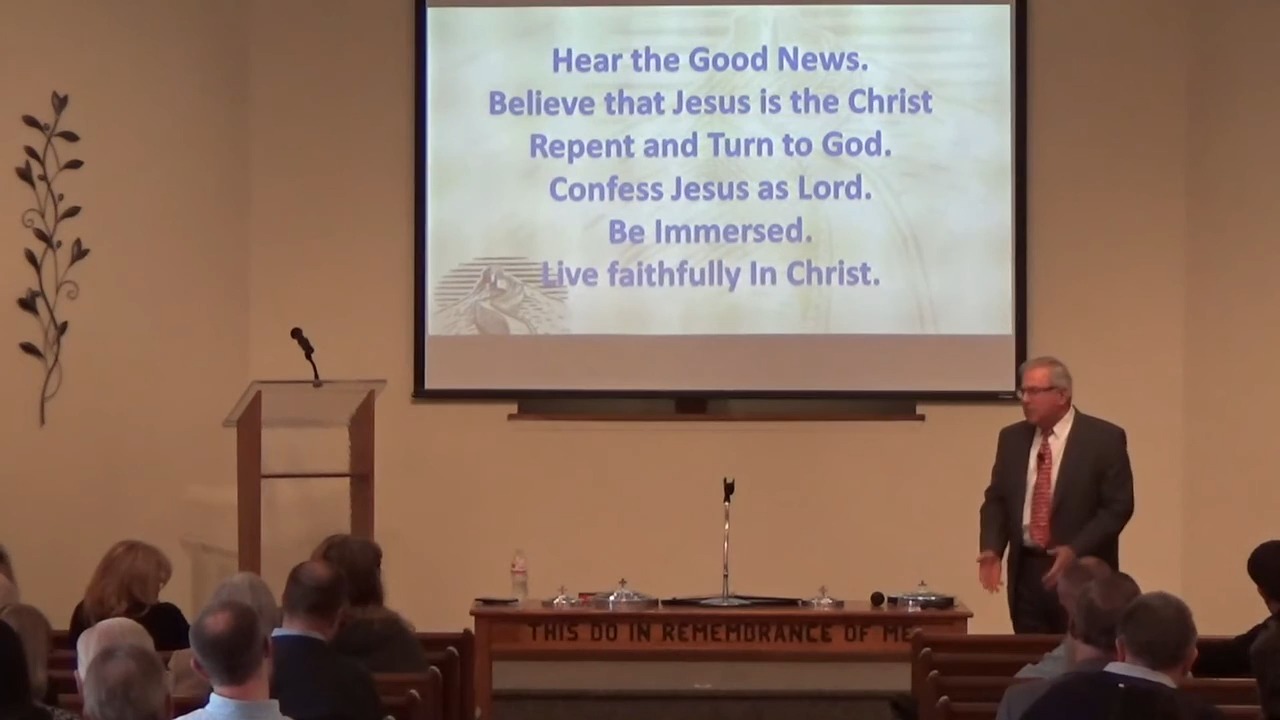 Hear the Good News.
Believe that Jesus is the Christ
Repent and Turn to God.
Confess Jesus as Lord.
Be Immersed.
Live faithfully In Christ.
THIS DO IN REMEMBRANCE OF ME